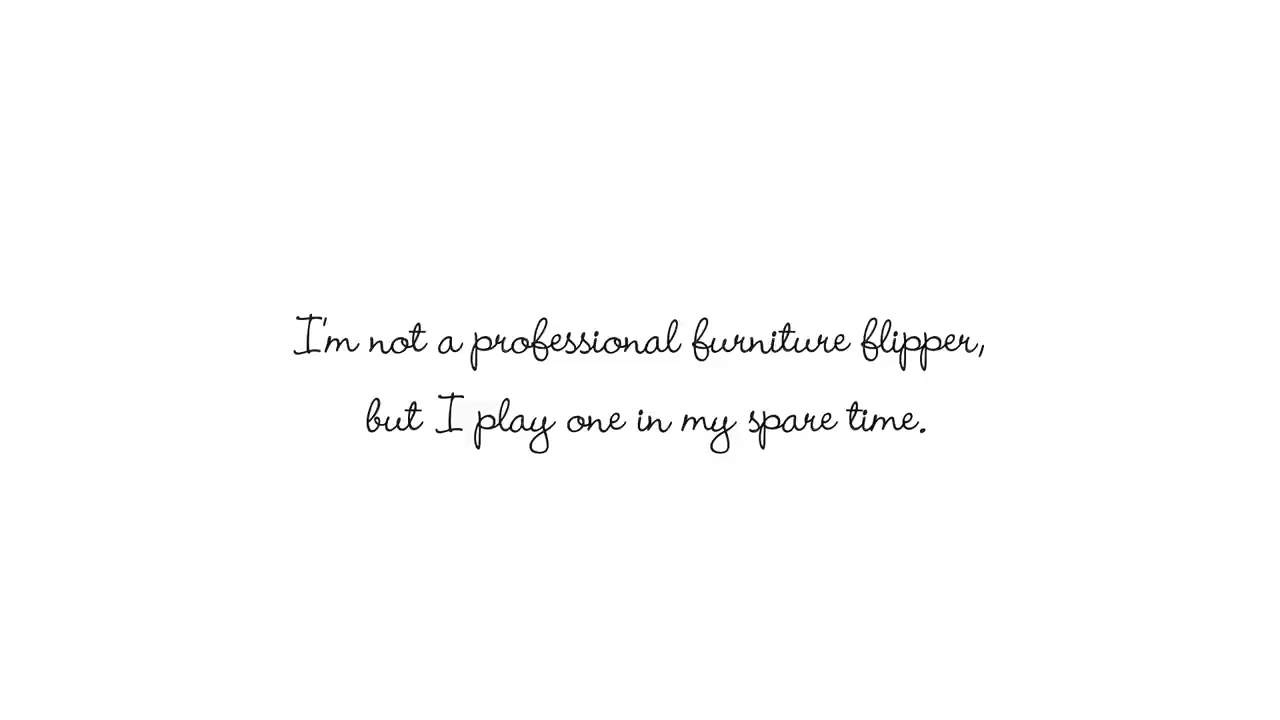 I'm not a professional furniture flipper,
but I play one in my spare time.